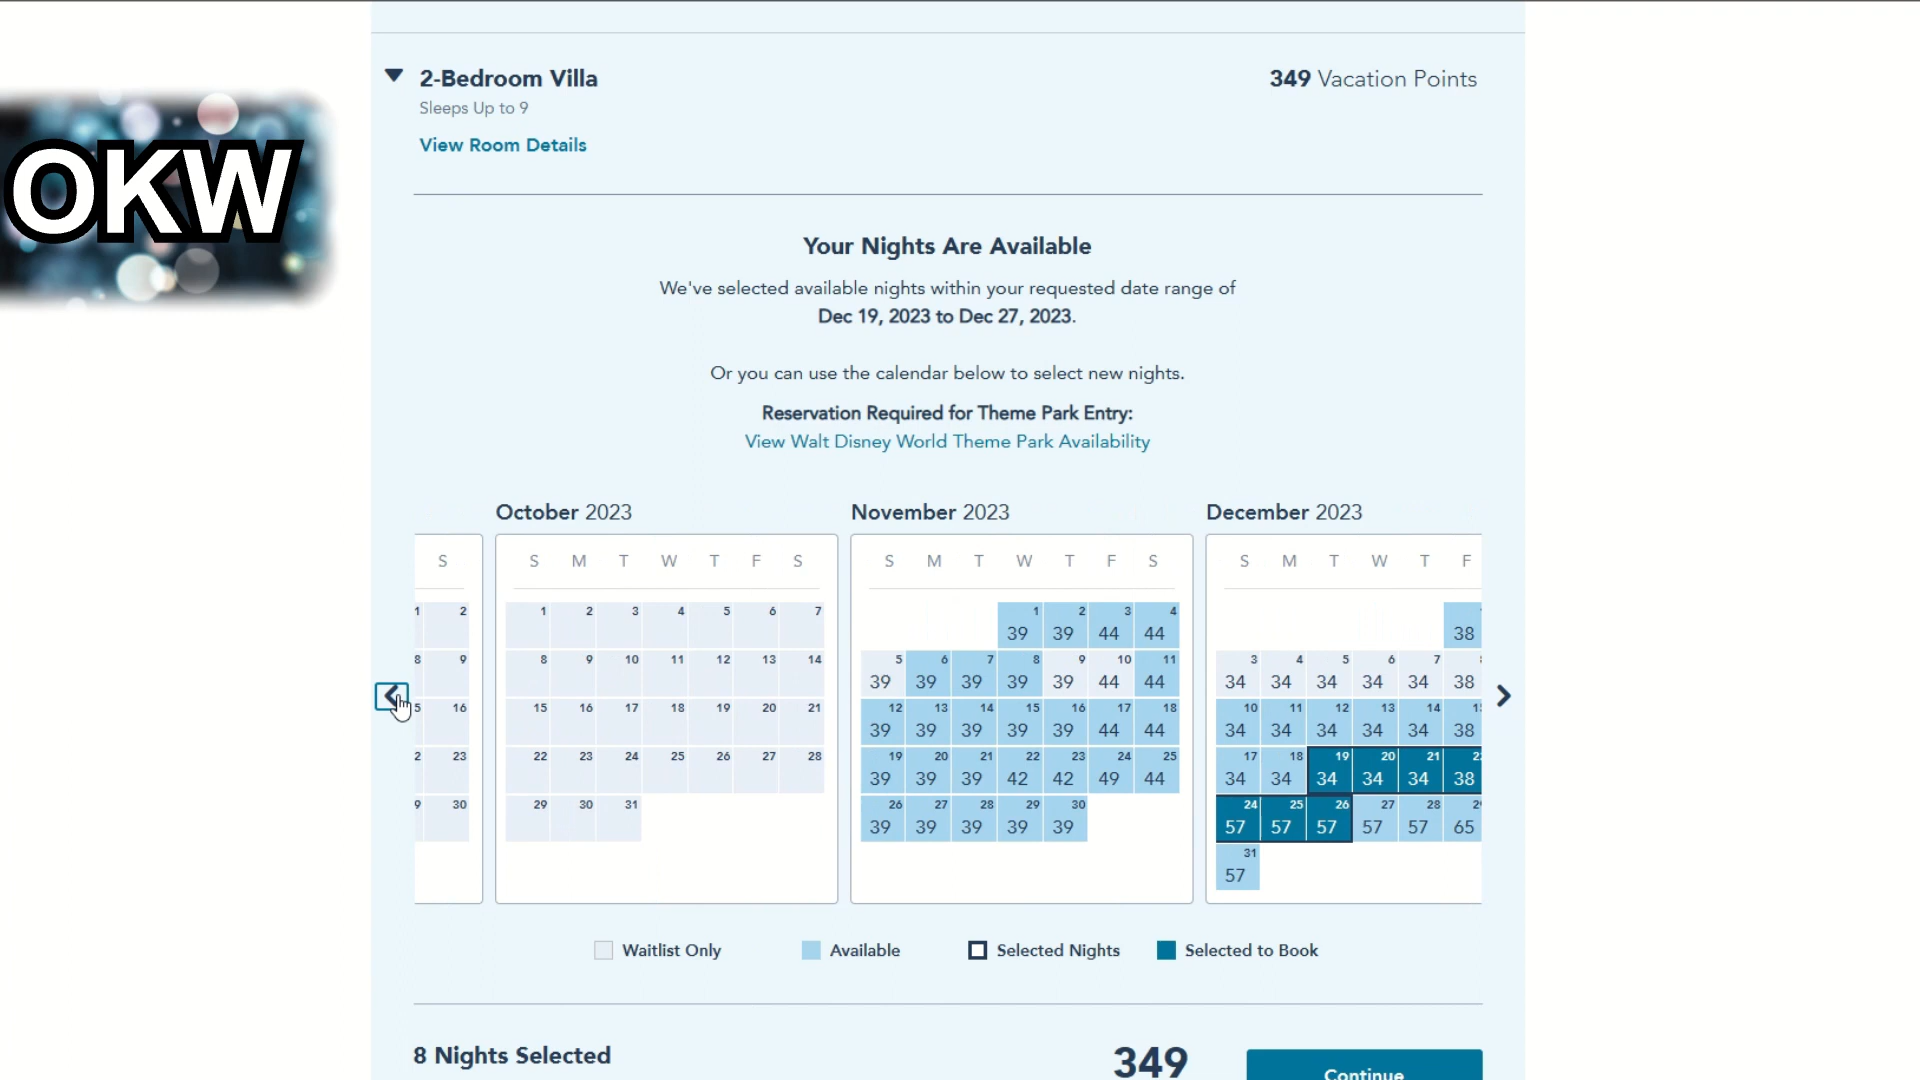 OKW
2-Bedroom Villa
349 Vacation Points
Sleeps Up to 9
View Room Details
Your Nights Are Available
We've selected available nights within your requested date range of
Dec 19, 2023 to Dec 27, 2023.
Or you can use the calendar below to select new nights.
Reservation Required for Theme Park Entry:
View Walt Disney World Theme Park Availability
S
1 2
8 9
16
23
30
October 2023
S M T W T F S
1 2 3 4 5 6 7
8 9 10 11 12 13 14
15 16 17 18 19 20 21
22 23 24 25 26 27 28
29 30 31
November 2023
S M T W T F S
1 2 3 4
39 39 44 44
5 6 7 8 9 10 11
39 39 39 39 39 44 44
12 13 14 15 16 17 18
39 39 39 39 39 44 44
19 20 21 22 23 24 25
39 39 39 42 42 49 44
26 27 28 29 30
39 39 39 39 39
December 2023
S M T W T F
38
3 4 5 6 7
34 34 34 34 34 38
10 11 12 13 14
34 34 34 34 34 38
17 18 19 20 21
34 34 34 34 34 38
24 25 26 27 28
57 57 57 57 57 65
31
57
Waitlist Only
Available
Selected Nights
Selected to Book
8 Nights Selected
349
Continue